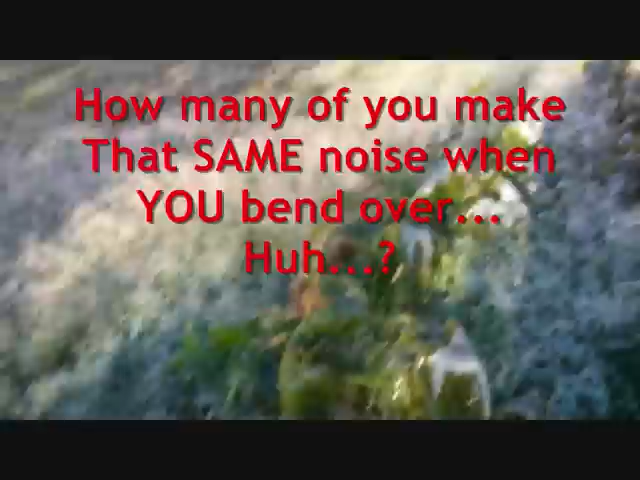 How many of you make
That SAME noise when
YOU bend over...
Huh...?